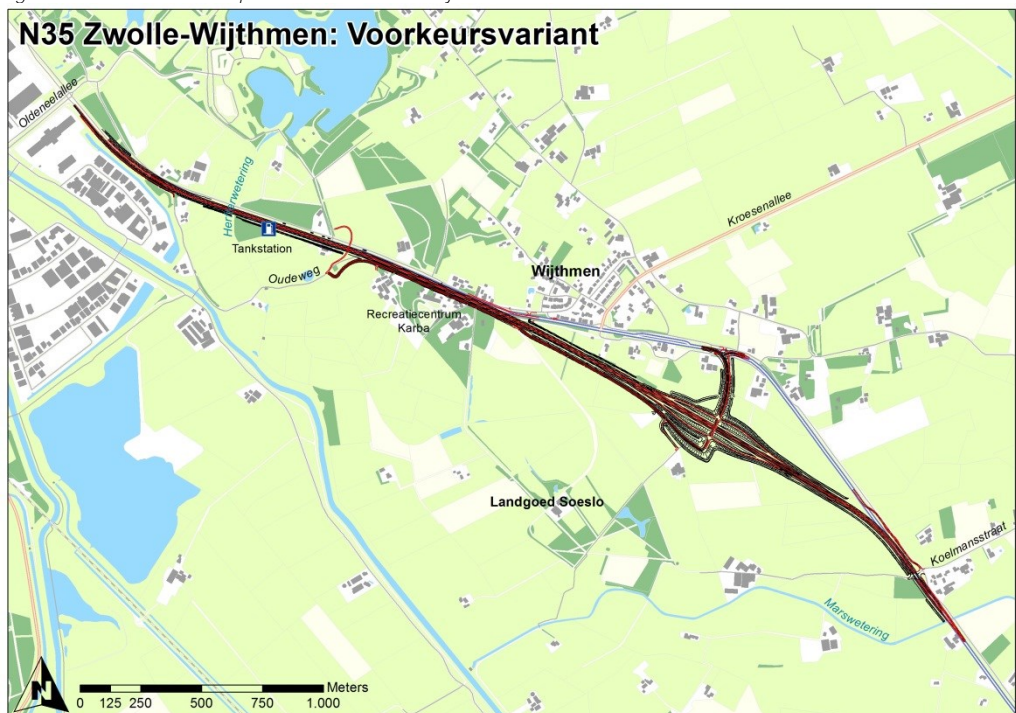 N35 Zwolle-Wijthmen: Voorkeursvariant
Oldeneelallee
Herfterwetering
Kroesenallee
Tankstation
Oudeweg
Wijthmen
Recreatiecentrum
Karba
Landgoed Soeslo
Koelmansstraat
Marswetering
N
Meters
0 125 250 500 750 1.000